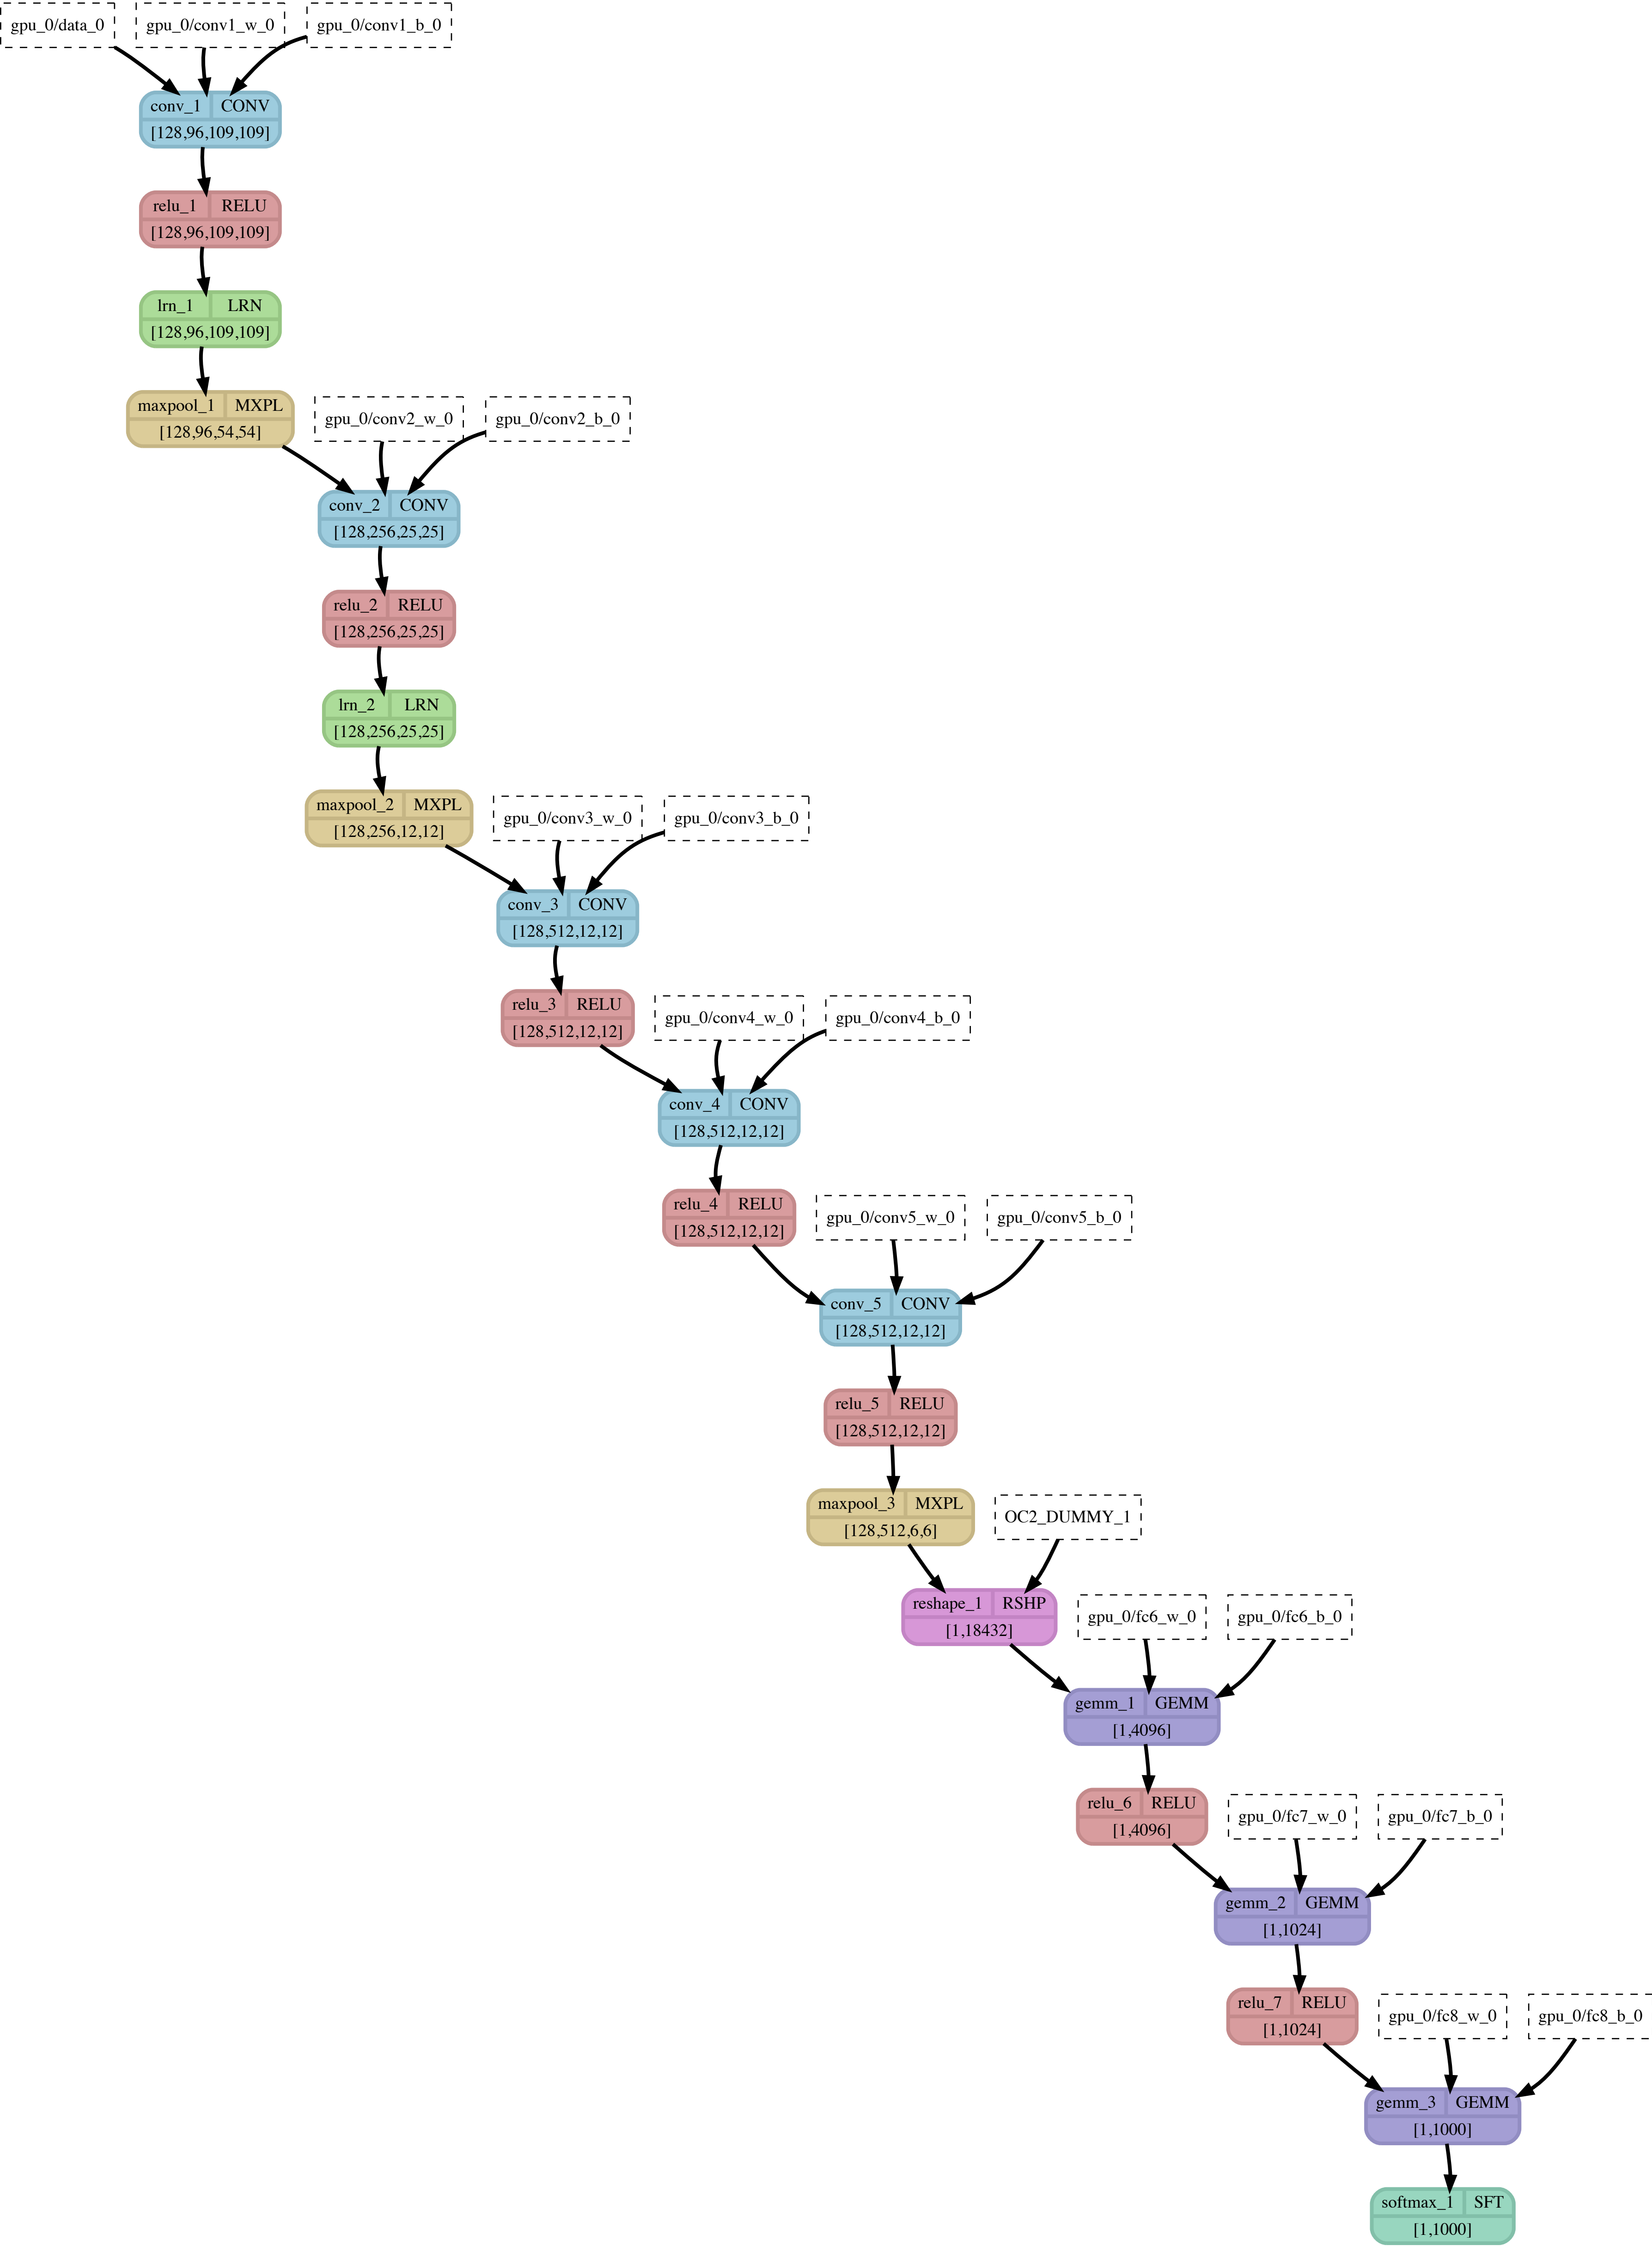 gpu_0/data_0
gpu_0/conv1_w_0
gpu_0/conv1_b_0
conv_1 CONV
[128,96,109,109]
relu_1 RELU
[128,96,109,109]
lrn_1 LRN
[128,96,109,109]
maxpool_1 MXPL
[128,96,54,54]
gpu_0/conv2_w_0
gpu_0/conv2_b_0
conv_2 CONV
[128,256,25,25]
relu_2 RELU
[128,256,25,25]
lrn_2 LRN
[128,256,25,25]
maxpool_2 MXPL
[128,256,12,12]
gpu_0/conv3_w_0
gpu_0/conv3_b_0
conv_3 CONV
[128,512,12,12]
relu_3 RELU
[128,512,12,12]
gpu_0/conv4_w_0
gpu_0/conv4_b_0
conv_4 CONV
[128,512,12,12]
relu_4 RELU
[128,512,12,12]
gpu_0/conv5_w_0
gpu_0/conv5_b_0
conv_5 CONV
[128,512,12,12]
relu_5 RELU
[128,512,12,12]
maxpool_3 MXPL
[128,512,6,6]
OC2_DUMMY_1
reshape_1 RSHP
[1,18432]
gpu_0/fc6_w_0
gpu_0/fc6_b_0
gemm_1 GEMM
[1,4096]
relu_6 RELU
[1,4096]
gpu_0/fc7_w_0
gpu_0/fc7_b_0
gemm_2 GEMM
[1,1024]
relu_7 RELU
[1,1024]
gpu_0/fc8_w_0
gpu_0/fc8_b_0
gemm_3 GEMM
[1,1000]
softmax_1 SFT
[1,1000]